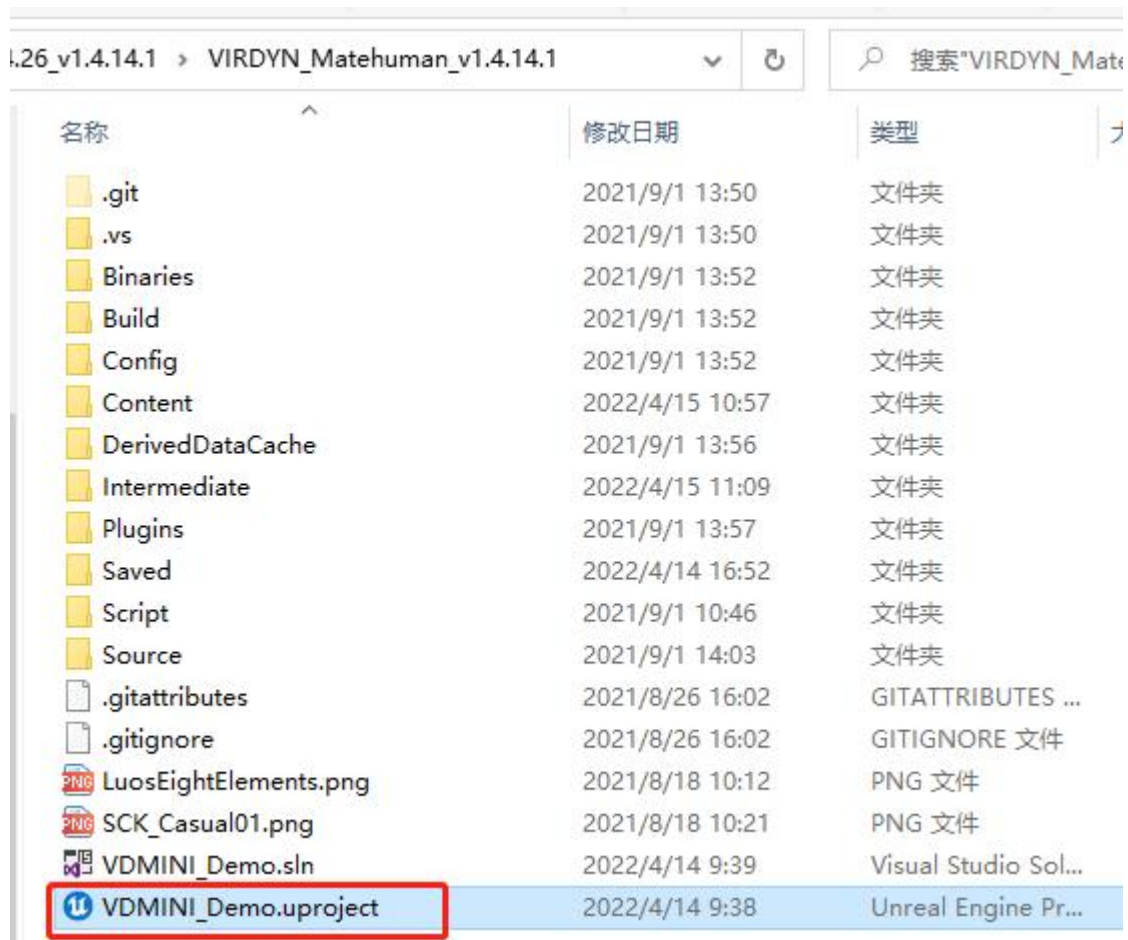 .26_v1.4.14.1 › VIRDYN_Matehuman_v1.4.14.1 搜索"VIRDYN_Mate
名称 修改日期 类型
.git 2021/9/1 13:50 文件夹
.vs 2021/9/1 13:50 文件夹
Binaries 2021/9/1 13:52 文件夹
Build 2021/9/1 13:52 文件夹
Config 2021/9/1 13:52 文件夹
Content 2022/4/15 10:57 文件夹
DerivedDataCache 2021/9/1 13:56 文件夹
Intermediate 2022/4/15 11:09 文件夹
Plugins 2021/9/1 13:57 文件夹
Saved 2022/4/14 16:52 文件夹
Script 2021/9/1 10:46 文件夹
Source 2021/9/1 14:03 文件夹
.gitattributes 2021/8/26 16:02 GITATTRIBUTES ...
.gitignore 2021/8/26 16:02 GITIGNORE 文件
PNG LuosEightElements.png 2021/8/18 10:12 PNG 文件
PNG SCK_Casual01.png 2021/8/18 10:21 PNG 文件
VDMINI_Demo.sln 2022/4/14 9:39 Visual Studio Sol...
VDMINI_Demo.uproject 2022/4/14 9:38 Unreal Engine Pr...